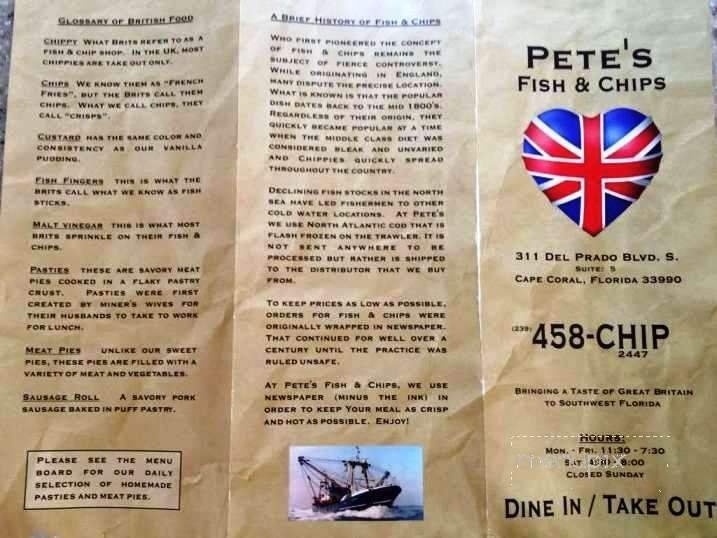 Glossary of British Food
Chippy What Brits refer to as a
fish & chip shop. In the UK, most
chippies are take out only.
Chips We know them as "French
Fries", but the Brits call them
chips. What we call chips, they
call "crisps".
Custard has the same color and
consistency as our vanilla
pudding.
Fish Fingers this is what the
Brits call what we know as fish
sticks.
Malt vinegar this is what most
Brits sprinkle on their fish &
chips.
Pasties these are savory meat
pies cooked in a flaky pastry
crust. Pasties were first
created by miner's wives for
their husbands to take to work
for lunch.
Meat Pies unlike our sweet
pies, these pies are filled with a
variety of meat and vegetables.
Sausage Roll A savory pork
sausage baked in puff pastry.
Please see the menu
board for our daily
selection of homemade
pasties and meat pies.
A Brief History of Fish & Chips
Who first pioneered the concept
of fish & chips remains the
subject of fierce controversy.
While originating in England,
many dispute the precise location.
What is known is that the popular
dish dates back to the mid 1800's.
Regardless of their origin, they
quickly became popular at a time
when the middle class diet was
considered bleak and unvaried
and Chippies quickly spread
throughout the country.
Declining fish stocks in the North
Sea have led fishermen to other
cold water locations. At Pete's
we use North Atlantic cod that is
flash frozen on the trawler. It is
not sent anywhere to be
processed but rather is shipped
to the distributor that we buy
from.
To keep prices as low as possible,
orders for fish & chips were
originally wrapped in newspaper.
That continued for well over a
century until the practice was
ruled unsafe.
At Pete's Fish & Chips, we use
newspaper (minus the ink) in
order to keep your meal as crisp
and hot as possible. Enjoy!
Pete's
Fish & Chips
311 Del Prado Blvd. S.
Suite: 5
Cape Coral, Florida 33990
(239) 458-CHIP
2447
Bringing a Taste of Great Britain
to Southwest Florida
Hours:
Mon. - Fri. 11:30 - 7:30
Sat 4:00 - 8:00
Closed Sunday
Dine In / Take Out